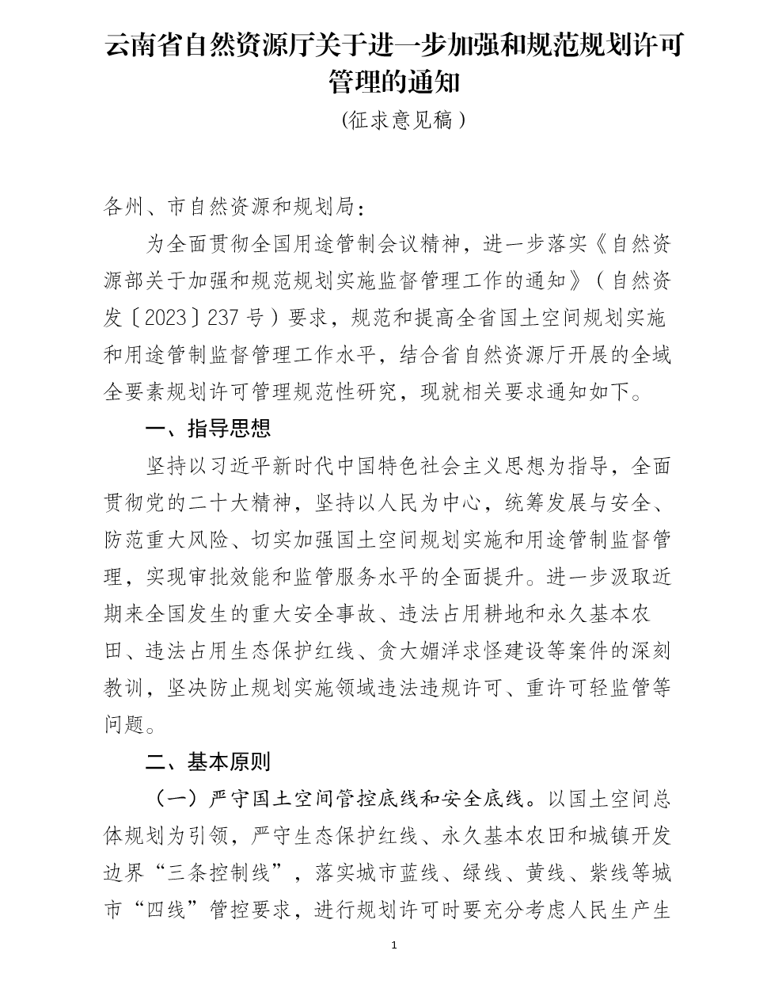 云南省自然资源厅关于进一步加强和规范规划许可
管理的通知
(征求意见稿)
各州、市自然资源和规划局：
为全面贯彻全国用途管制会议精神，进一步落实《自然资
源部关于加强和规范规划实施监督管理工作的通知》（自然资
发〔2023〕237 号）要求，规范和提高全省国土空间规划实施
和用途管制监督管理工作水平，结合省自然资源厅开展的全域
全要素规划许可管理规范性研究，现就相关要求通知如下。
一、指导思想
坚持以习近平新时代中国特色社会主义思想为指导，全面
贯彻党的二十大精神，坚持以人民为中心，统筹发展与安全、
防范重大风险、切实加强国土空间规划实施和用途管制监督管
理，实现审批效能和监管服务水平的全面提升。进一步汲取近
期来全国发生的重大安全事故、违法占用耕地和永久基本农
田、违法占用生态保护红线、贪大媚洋求怪建设等案件的深刻
教训，坚决防止规划实施领域违法违规许可、重许可轻监管等
问题。
二、基本原则
（一）严守国土空间管控底线和安全底线。以国土空间总
体规划为引领，严守生态保护红线、永久基本农田和城镇开发
边界“三条控制线”，落实城市蓝线、绿线、黄线、紫线等城
市“四线”管控要求，进行规划许可时要充分考虑人民生产生
1